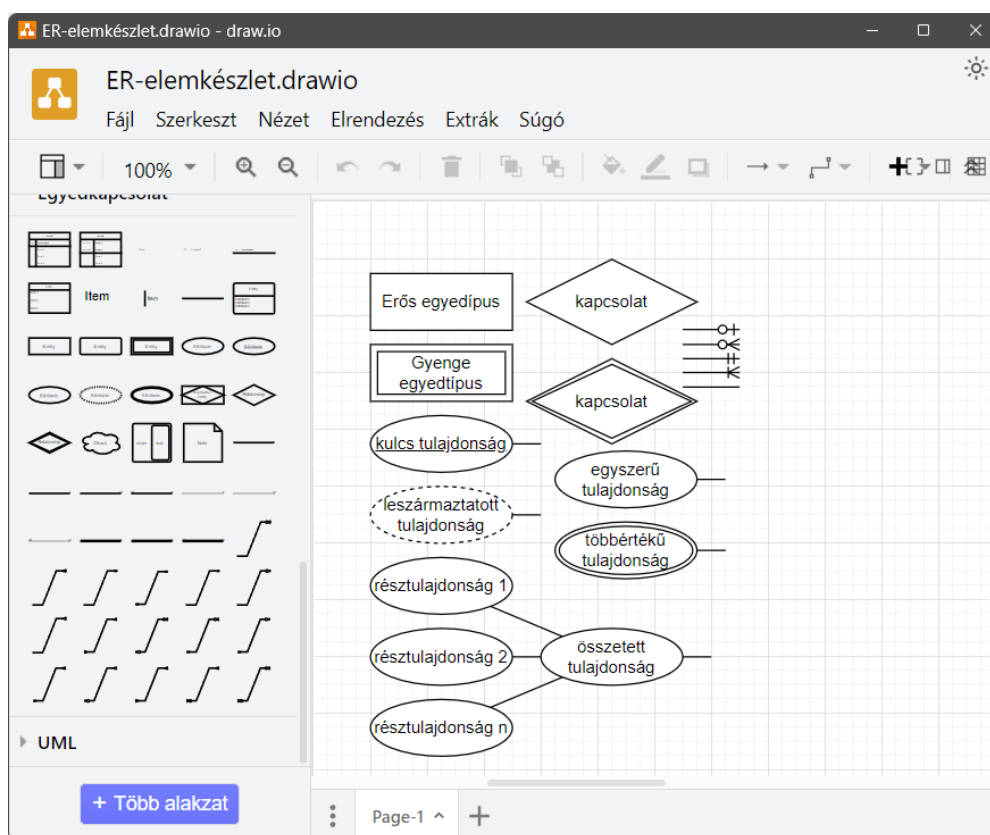 ER-elemkészlet.drawio - draw.io
ER-elemkészlet.drawio
Fájl Szerkeszt Nézet Elrendezés Extrák Súgó
100%
Egyedkapcsolat
Item
Erős egyedípus
kapcsolat
Gyenge
egyedtípus
kapcsolat
kulcs tulajdonság
egyszerű
tulajdonság
leszármaztatott
tulajdonság
többértékű
tulajdonság
résztulajdonság 1
résztulajdonság 2
összetett
tulajdonság
résztulajdonság n
UML
+ Több alakzat
Page-1